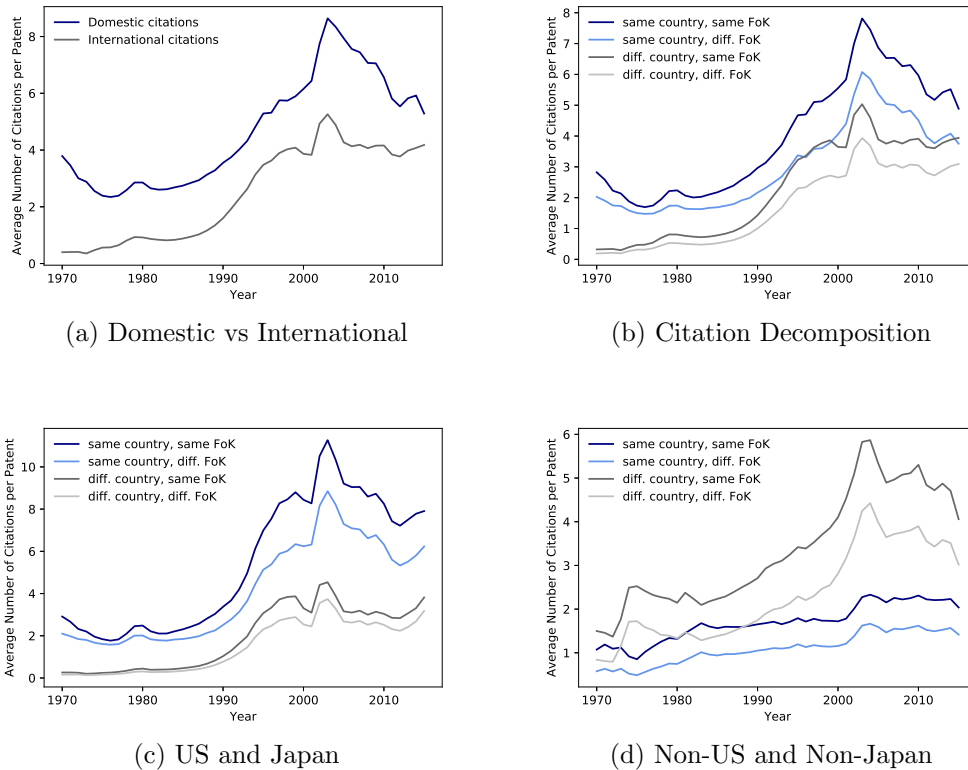 Domestic citations
International citations
Average Number of Citations per Patent
8
6
4
2
0
1970 1980 1990 2000 2010
Year
(a) Domestic vs International
same country, same FoK
same country, diff. FoK
diff. country, same FoK
diff. country, diff. FoK
Average Number of Citations per Patent
8
7
6
5
4
3
2
1
0
1970 1980 1990 2000 2010
Year
(b) Citation Decomposition
same country, same FoK
same country, diff. FoK
diff. country, same FoK
diff. country, diff. FoK
Average Number of Citations per Patent
10
8
6
4
2
0
1970 1980 1990 2000 2010
Year
(c) US and Japan
same country, same FoK
same country, diff. FoK
diff. country, same FoK
diff. country, diff. FoK
Average Number of Citations per Patent
6
5
4
3
2
1
1970 1980 1990 2000 2010
Year
(d) Non-US and Non-Japan